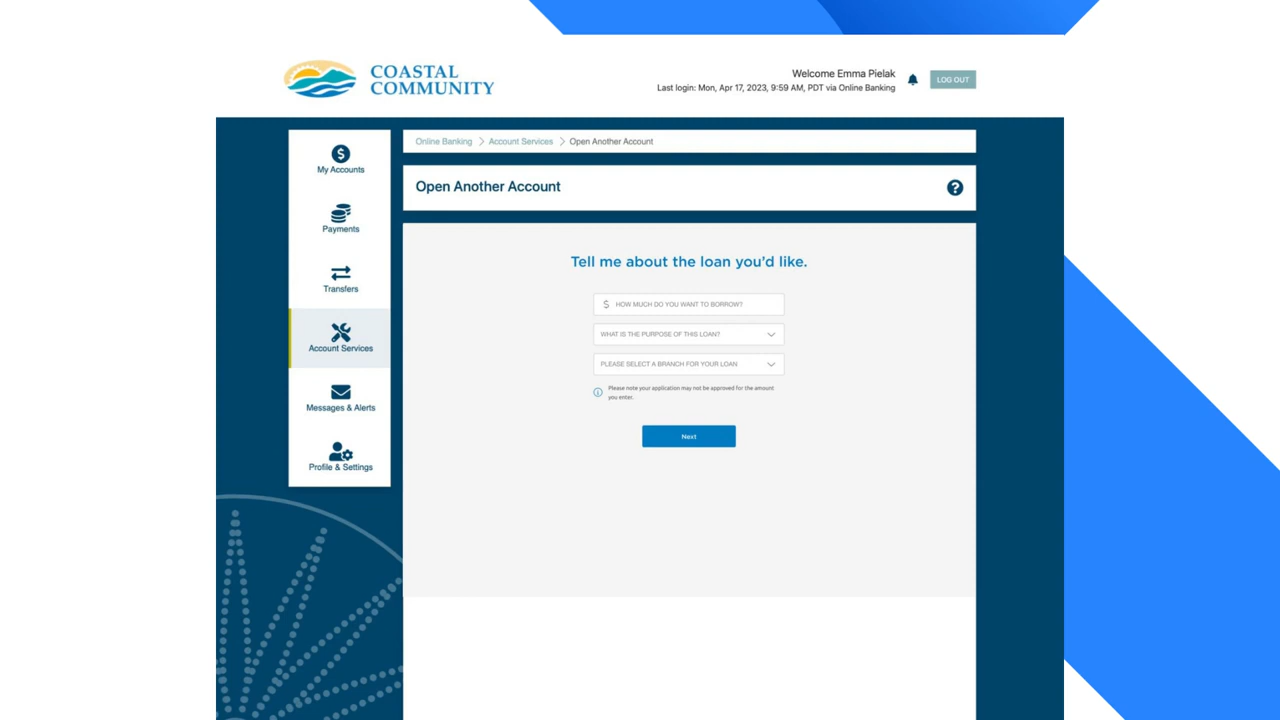 COASTAL
COMMUNITY
Welcome Emma Pielak
Last login: Mon, Apr 17, 2023, 9:59 AM, PDT via Online Banking
LOG OUT
My Accounts
Payments
Transfers
Account Services
Messages & Alerts
Profile & Settings
Online Banking > Account Services > Open Another Account
Open Another Account
?
Tell me about the loan you'd like.
$ HOW MUCH DO YOU WANT TO BORROW?
WHAT IS THE PURPOSE OF THIS LOAN?
PLEASE SELECT A BRANCH FOR YOUR LOAN
Please note your application may not be approved for the amount
you enter.
Next